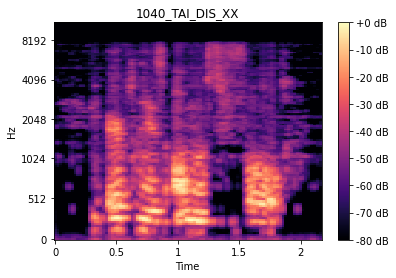 1040_TAI_DIS_XX
+0 dB
8192
-10 dB
4096
-20 dB
-30 dB
2048
Hz
-40 dB
1024
-50 dB
512
-60 dB
-70 dB
0
-80 dB
0 0.5 1 1.5 2
Time